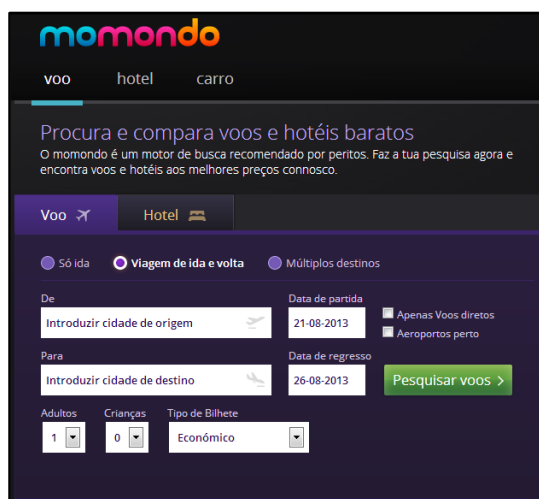 momondo
voo hotel carro
Procura e compara voos e hotéis baratos
O momondo é um motor de busca recomendado por peritos. Faz a tua pesquisa agora e
encontra voos e hotéis aos melhores preços connosco.
Voo Hotel
Só ida Viagem de ida e volta Múltiplos destinos
De Data de partida
Introduzir cidade de origem 21-08-2013 Apenas Voos diretos
Aeroportos perto
Para Data de regresso
Introduzir cidade de destino 26-08-2013 Pesquisar voos >
Adultos Crianças Tipo de Bilhete
1 0 Económico